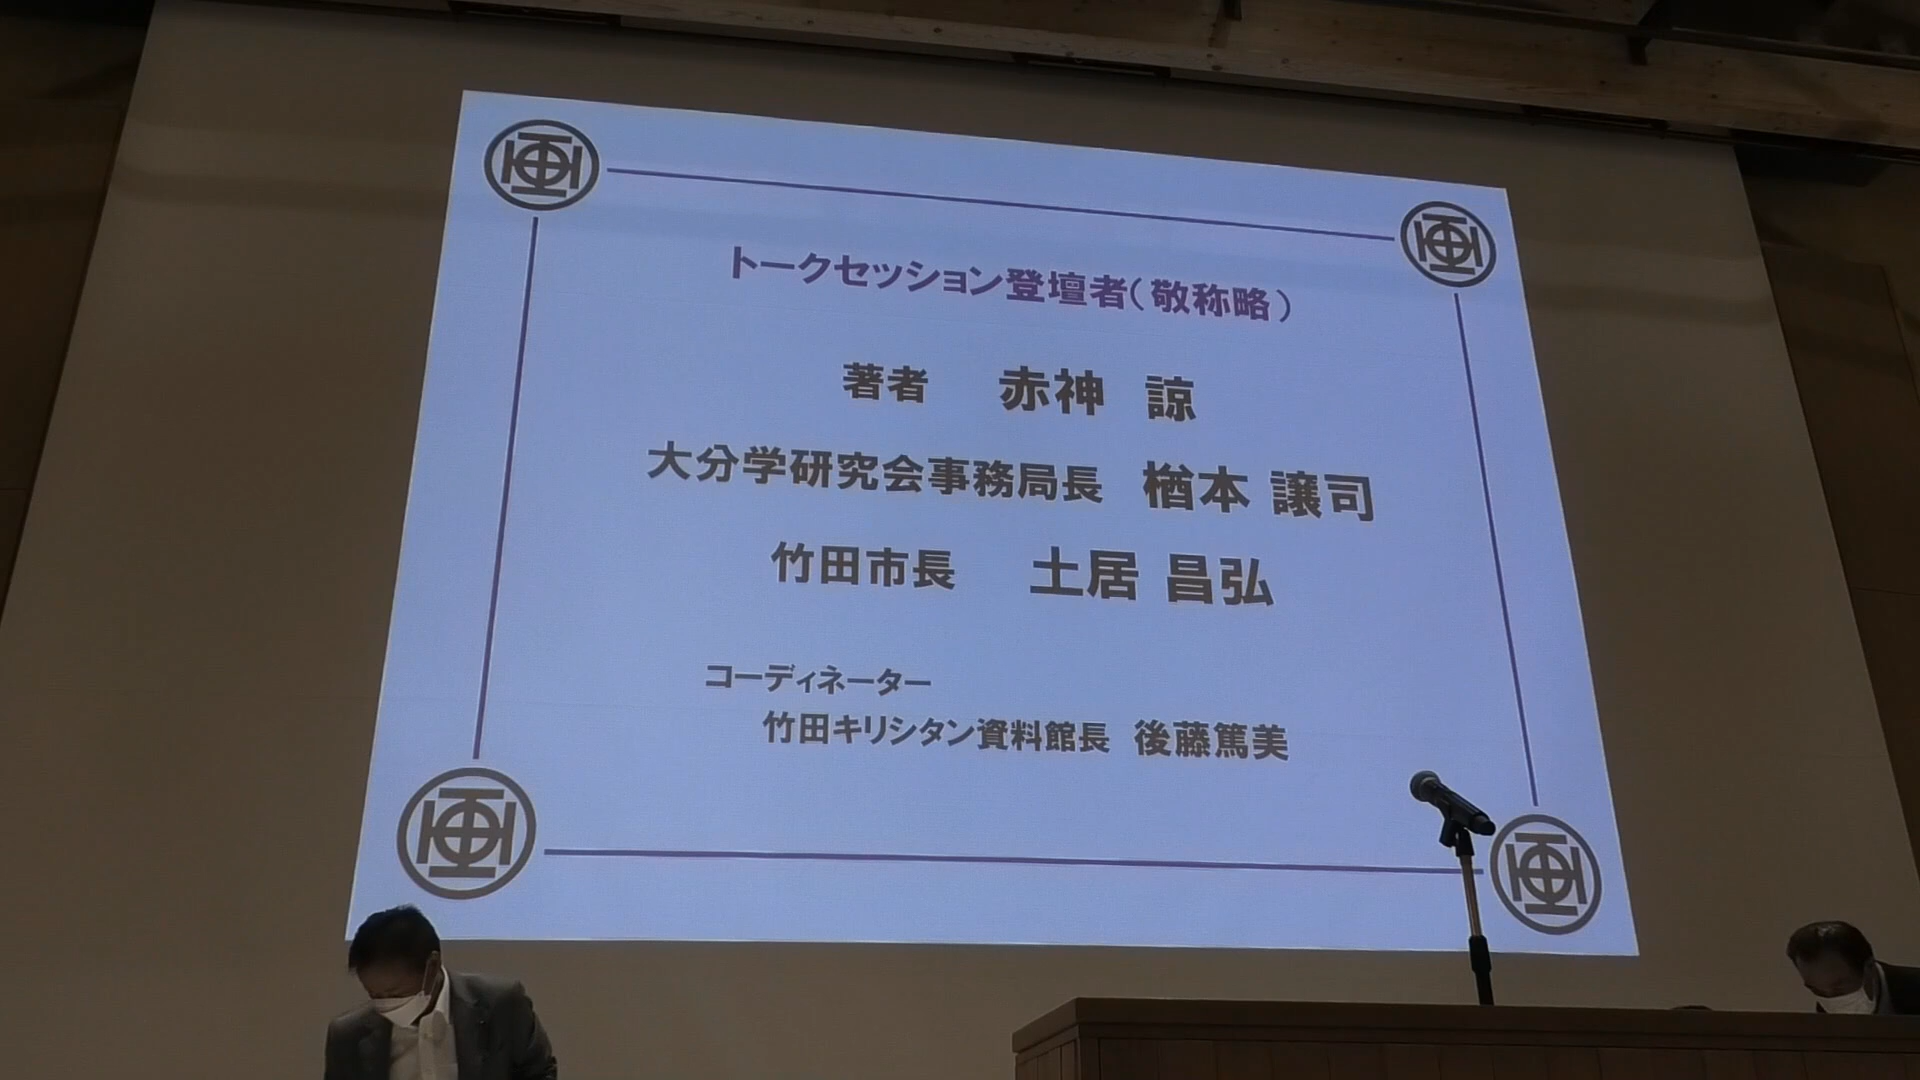 トークセッション登壇者(敬称略)
著者 赤神 諒
大分学研究会事務局長 楢本 譲司
竹田市長 土居 昌弘
コーディネーター
竹田キリシタン資料館長 後藤篤美